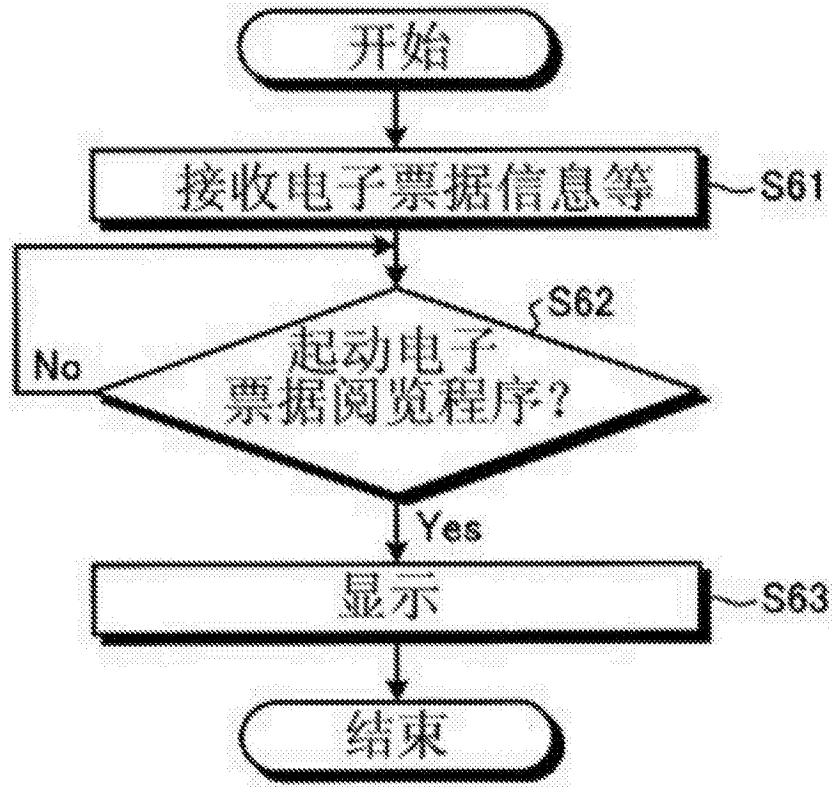 开始
接收电子票据信息等
S61
S62
起动电子
票据阅览程序？
No
Yes
显示
S63
结束